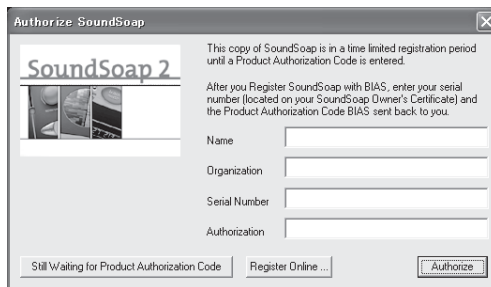 Authorize SoundSoap
SoundSoap 2
This copy of SoundSoap is in a time limited registration period
until a Product Authorization Code is entered.
After you Register SoundSoap with BIAS, enter your serial
number (located on your SoundSoap Owner's Certificate) and
the Product Authorization Code BIAS sent back to you.
Name
Organization
Serial Number
Authorization
Still Waiting for Product Authorization Code
Register Online ...
Authorize